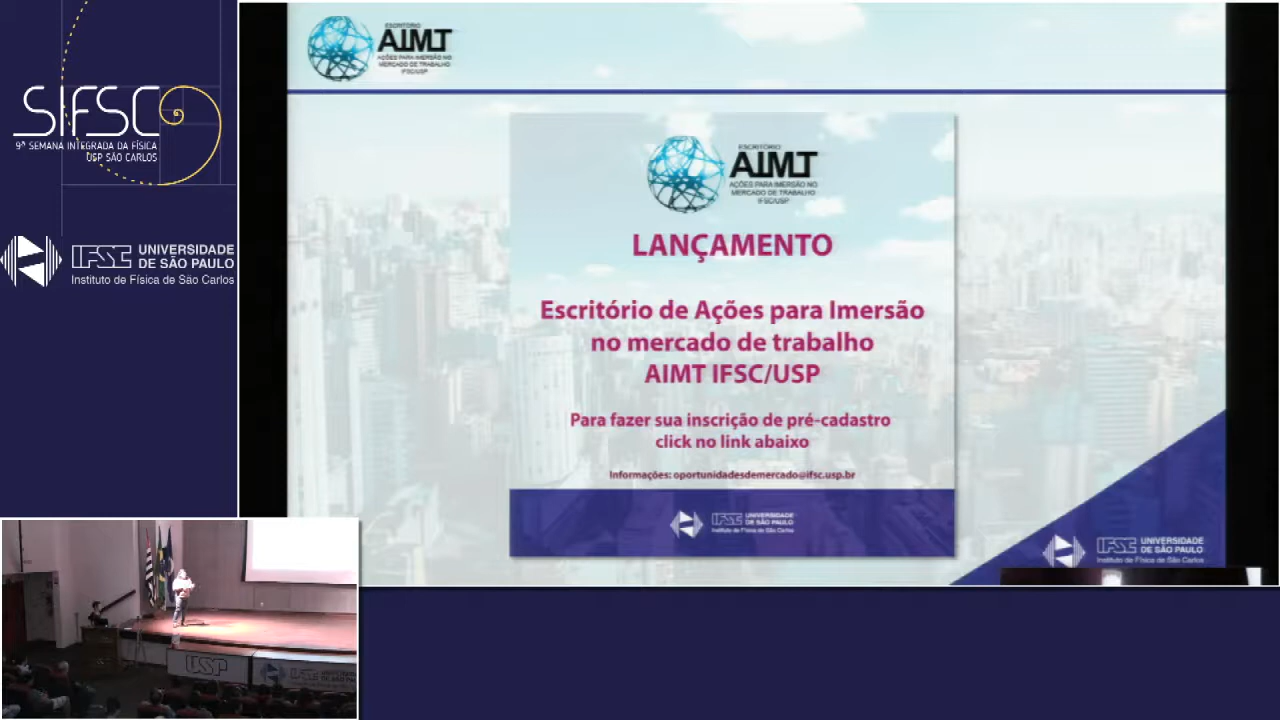 SIFSC
9ª SEMANA INTEGRADA DA FÍSICA
USP SÃO CARLOS
IFSC
UNIVERSIDADE
DE SÃO PAULO
Instituto de Física de São Carlos
ESCRITÓRIO
AIMT
AÇÕES PARA IMERSÃO NO
MERCADO DE TRABALHO
IFSC/USP
ESCRITÓRIO
AIMT
AÇÕES PARA IMERSÃO NO
MERCADO DE TRABALHO
IFSC/USP
LANÇAMENTO
Escritório de Ações para Imersão
no mercado de trabalho
AIMT IFSC/USP
Para fazer sua inscrição de pré-cadastro
click no link abaixo
Informações: oportunidadesdemercado@ifsc.usp.br
IFSC
UNIVERSIDADE
DE SÃO PAULO
Instituto de Física de São Carlos
IFSC
UNIVERSIDADE
DE SÃO PAULO
Instituto de Física de São Carlos
USP